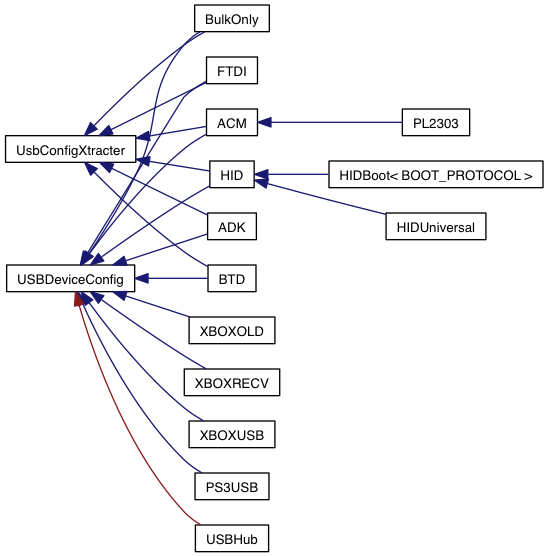 BulkOnly
FTDI
ACM
PL2303
UsbConfigXtracter
HID
HIDBoot< BOOT_PROTOCOL >
ADK
HIDUniversal
USBDeviceConfig
BTD
XBOXOLD
XBOXRECV
XBOXUSB
PS3USB
USBHub